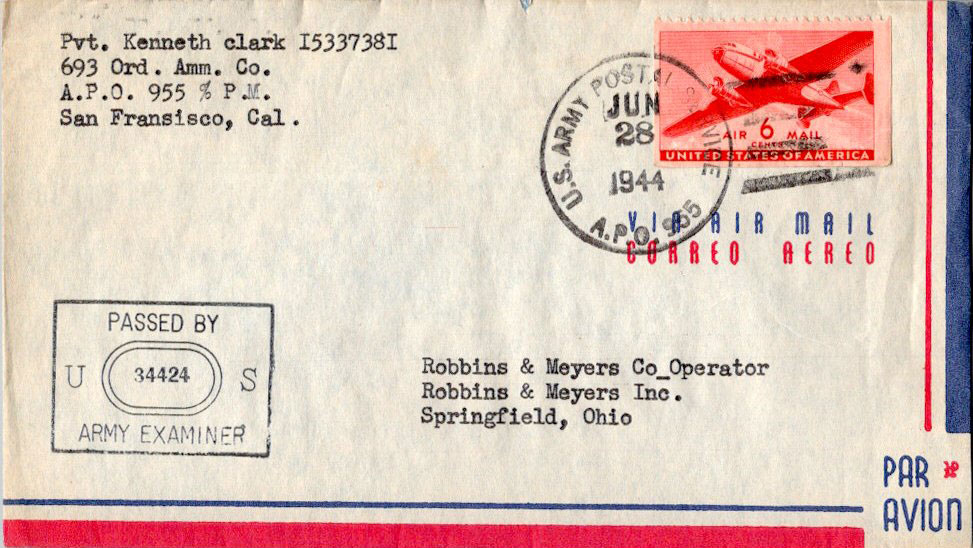 Pvt. Kenneth clark I533738I
693 Ord. Amm. Co.
A.P.O. 955 % P.M.
San Fransisco, Cal.
U.S. ARMY POSTAL SERVICE
JUN
28
1944
A.P.O. 955
AIR 6 MAIL
CENTS
UNITED STATES OF AMERICA
VIA AIR MAIL
CORREO AEREO
PASSED BY
U 34424 S
ARMY EXAMINER
Robbins & Meyers Co_Operator
Robbins & Meyers Inc.
Springfield, Ohio
PAR
AVION